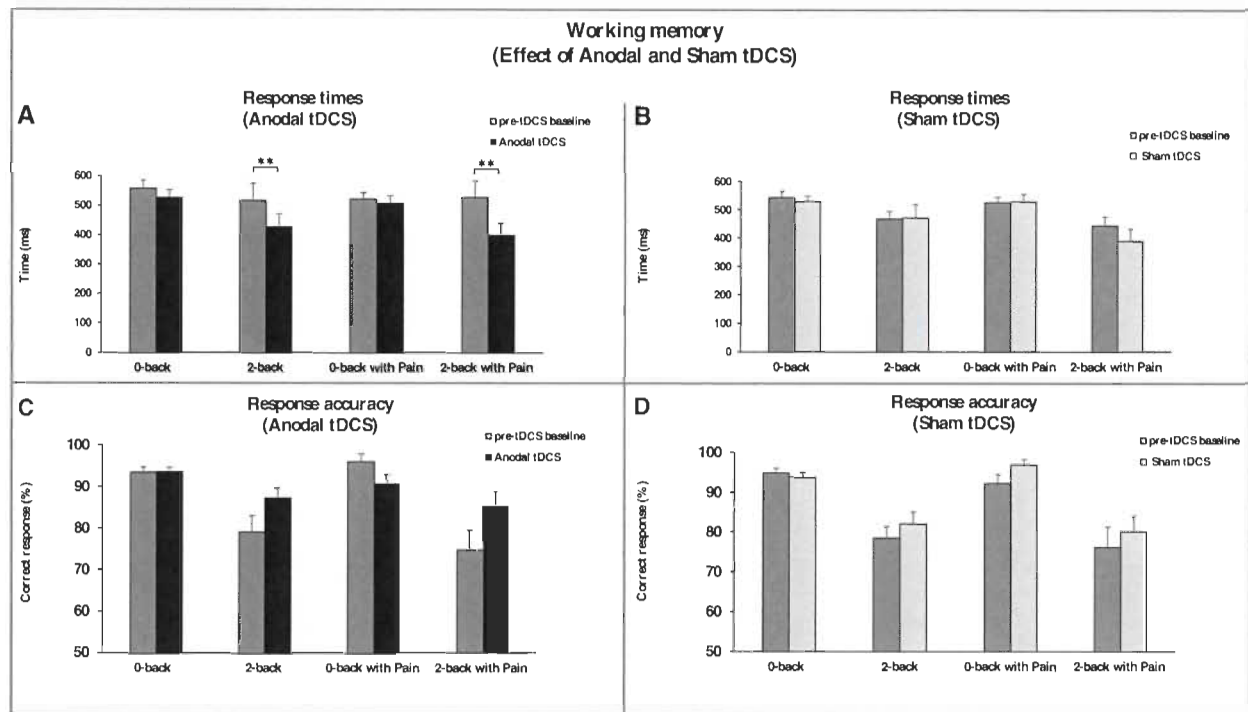 Working memory
(Effect of Anodal and Sham tDCS)
A
Response times
(Anodal tDCS)
pre-tDCS baseline
Anodal tDCS
**
**
600
500
400
300
200
100
0
Time (ms)
0-back
2-back
0-back with Pain
2-back with Pain
B
Response times
(Sham tDCS)
pre-tDCS baseline
Sham tDCS
600
500
400
300
200
100
0
Time (ms)
0-back
2-back
0-back with Pain
2-back with Pain
C
Response accuracy
(Anodal tDCS)
pre-tDCS baseline
Anodal tDCS
100
90
80
70
60
50
Correct response (%)
0-back
2-back
0-back with Pain
2-back with Pain
D
Response accuracy
(Sham tDCS)
pre-tDCS baseline
Sham tDCS
100
90
80
70
60
50
Correct response (%)
0-back
2-back
0-back with Pain
2-back with Pain